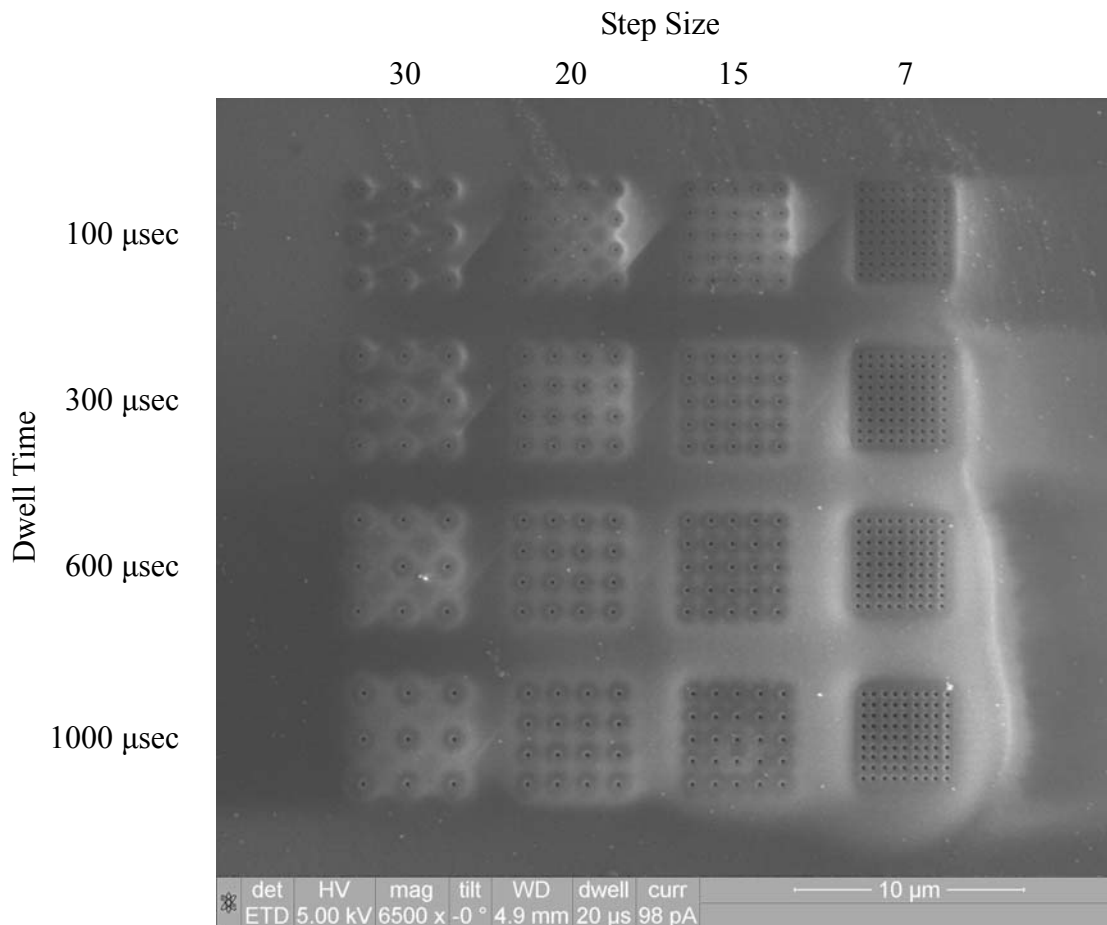 Step Size
30 20 15 7
Dwell Time
100 μsec
300 μsec
600 μsec
1000 μsec
det HV mag tilt WD dwell curr 10 µm
ETD 5.00 kV 6500 x -0 ° 4.9 mm 20 µs 98 pA